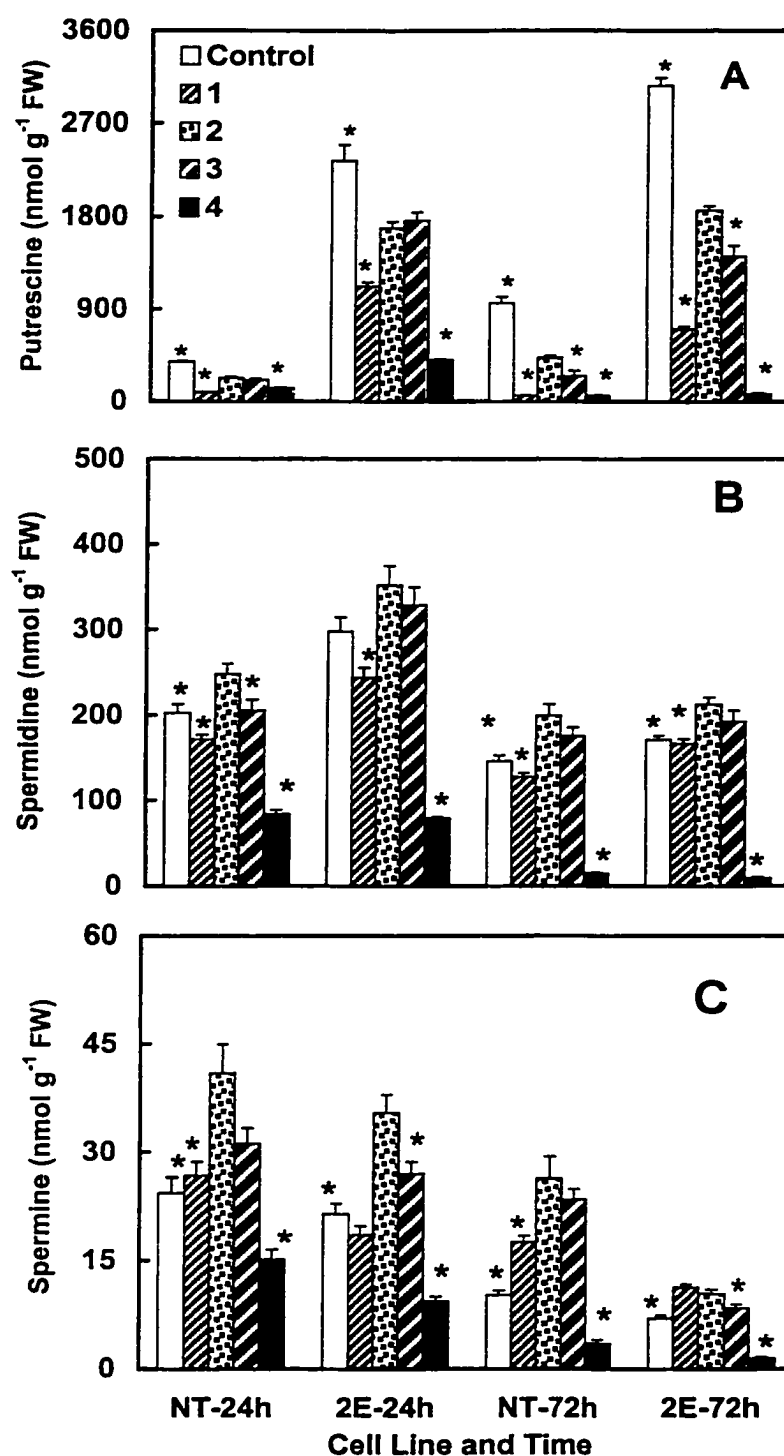 3600
2700
1800
900
0
Putrescine (nmol g⁻¹ FW)
Control
1
2
3
4
A
* * * * * * * * * * * *
500
400
300
200
100
0
Spermidine (nmol g⁻¹ FW)
B
* * * * * * * * * * * *
60
45
30
15
0
Spermine (nmol g⁻¹ FW)
C
* * * * * * * * * * * *
NT-24h 2E-24h NT-72h 2E-72h
Cell Line and Time